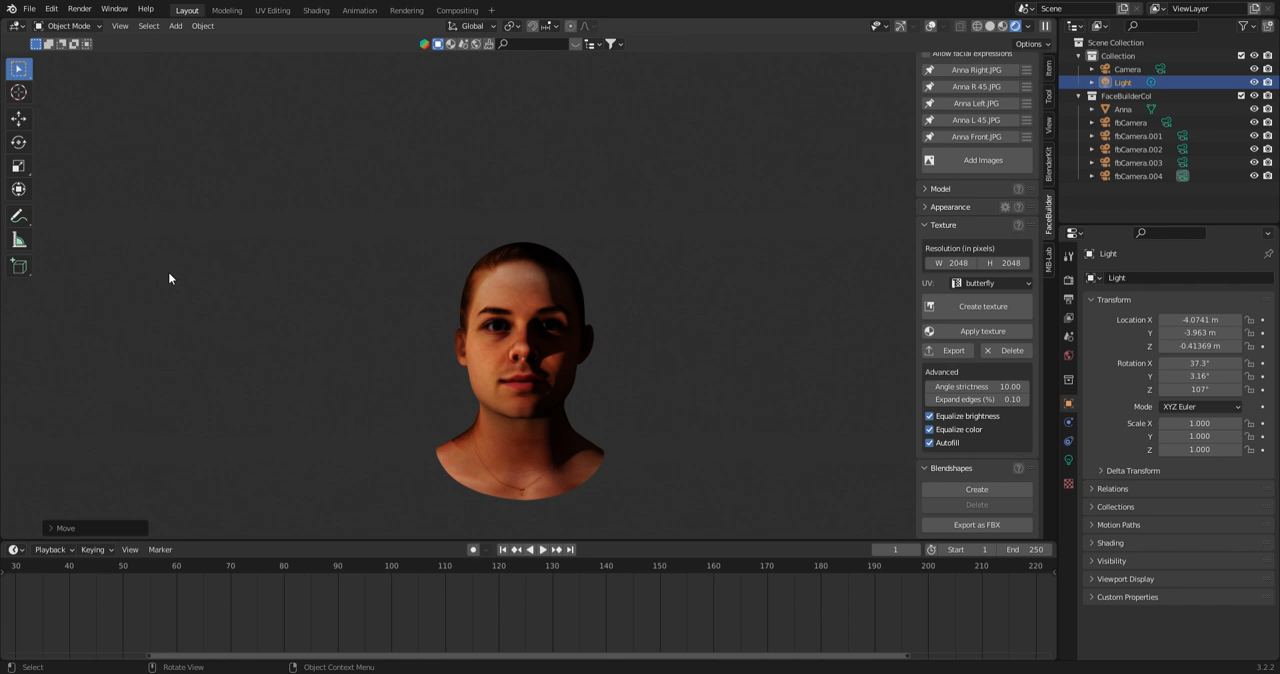 File Edit Render Window Help Layout Modeling UV Editing Shading Animation Rendering Compositing + Scene ViewLayer
Object Mode View Select Add Object Global
Options
Scene Collection
Collection
Camera
Light
FaceBuilderCol
Anna
fbCamera
fbCamera.001
fbCamera.002
fbCamera.003
fbCamera.004
Allow facial expressions
Anna Right.JPG
Anna R 45.JPG
Anna Left.JPG
Anna L 45.JPG
Anna Front.JPG
Add Images
Model
Appearance
Texture
Resolution (in pixels)
W 2048 H 2048
UV: butterfly
Create texture
Apply texture
Export Delete
Advanced
Angle strictness 10.00
Expand edges (%) 0.10
Equalize brightness
Equalize color
Autofill
Blendshapes
Create
Delete
Export as FBX
Item
Tool
View
BlenderKit
FaceBuilder
MB-Lab
Light
Light
Transform
Location X -4.0741 m
Y -3.963 m
Z -0.41369 m
Rotation X 37.3°
Y 3.16°
Z 107°
Mode XYZ Euler
Scale X 1.000
Y 1.000
Z 1.000
Delta Transform
Relations
Collections
Motion Paths
Shading
Visibility
Viewport Display
Custom Properties
Move
Playback Keying View Marker 1 Start 1 End 250
30 40 50 60 70 80 90 100 110 120 130 140 150 160 170 180 190 200 210 220
Select Rotate View Object Context Menu 3.2.2